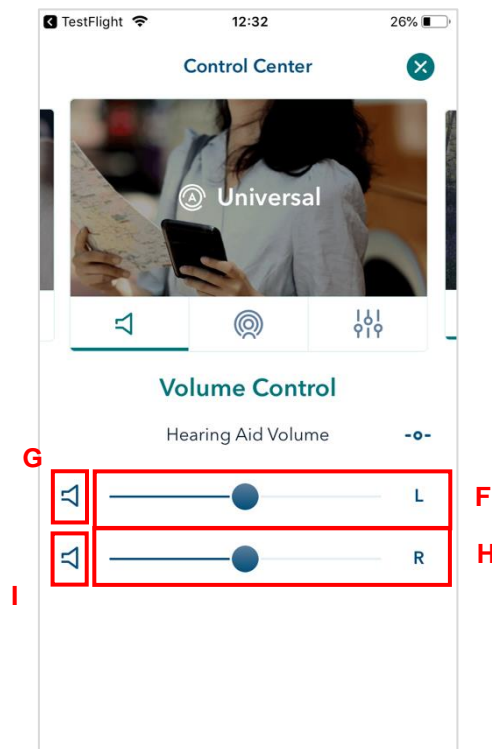 TestFlight 12:32 26%
Control Center
A Universal
Volume Control
Hearing Aid Volume
G
L F
R H
I